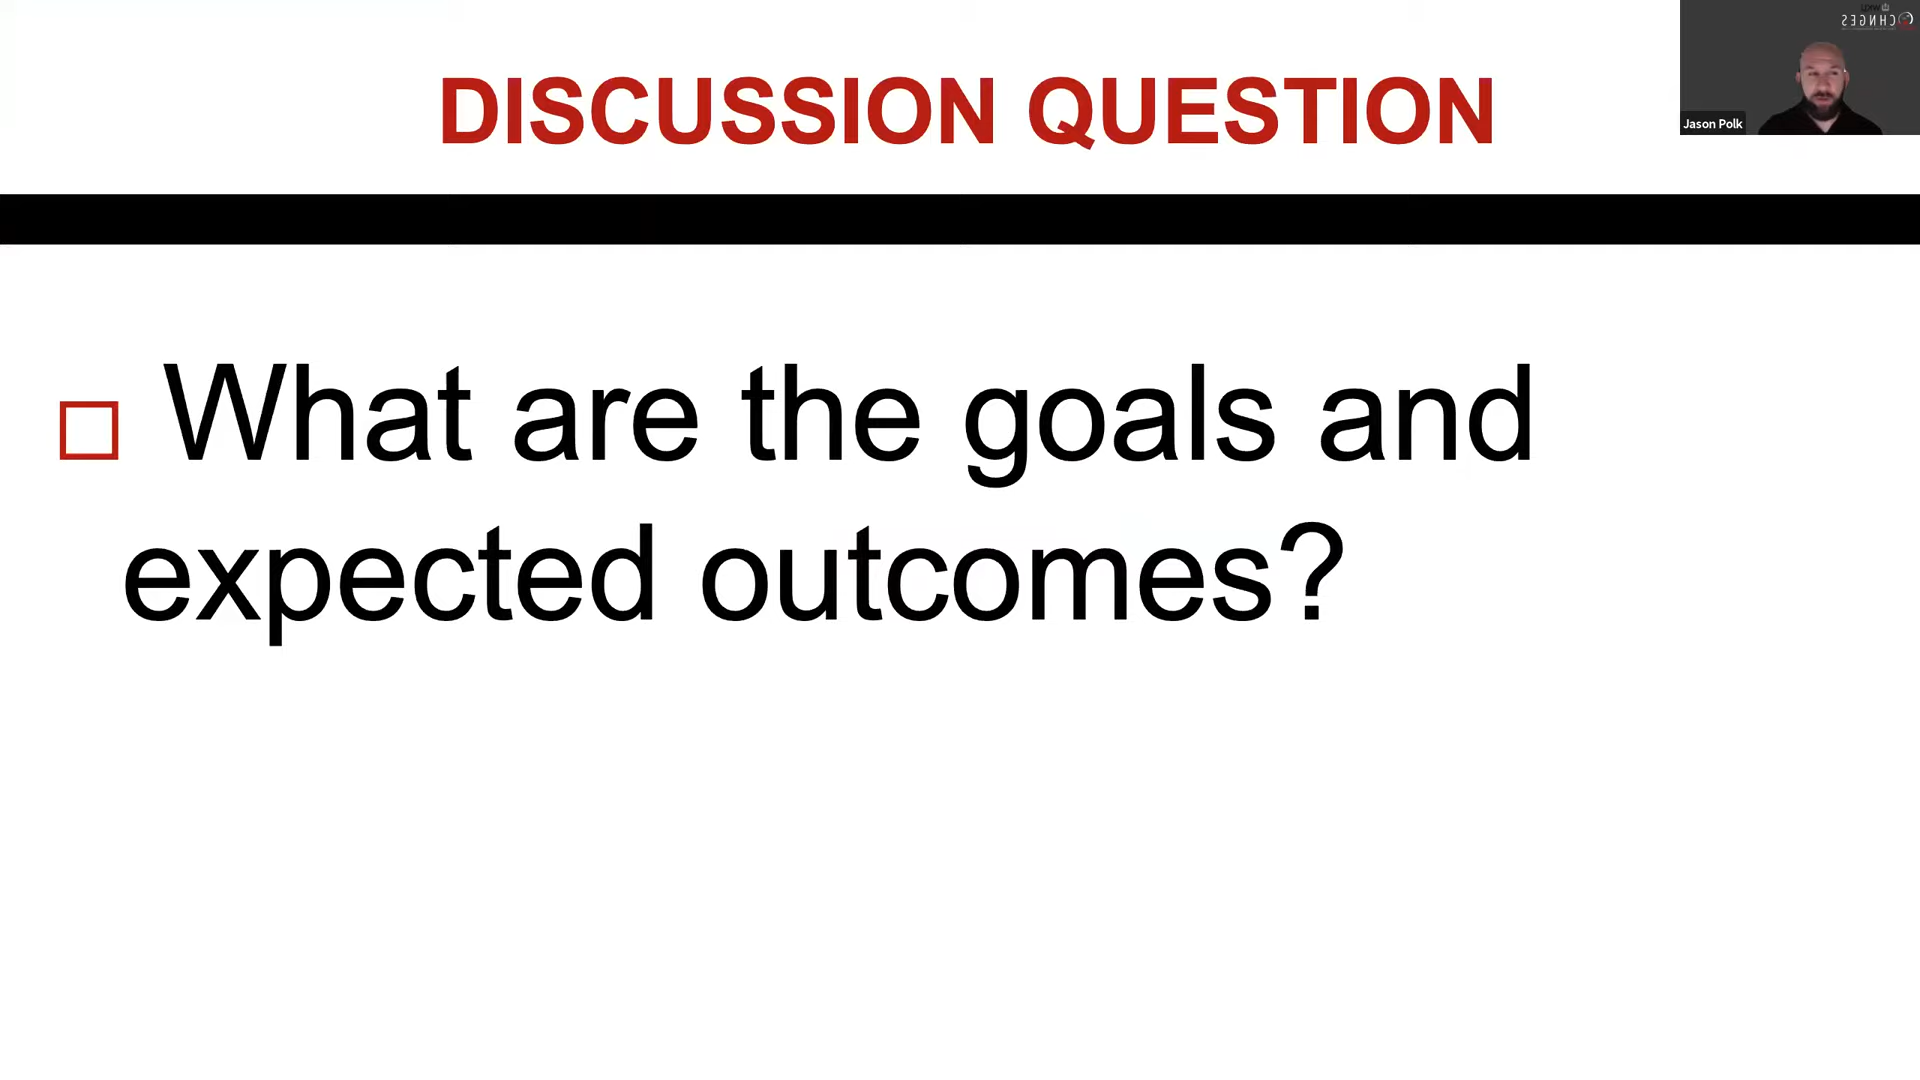 DISCUSSION QUESTION
Jason Polk
What are the goals and
expected outcomes?